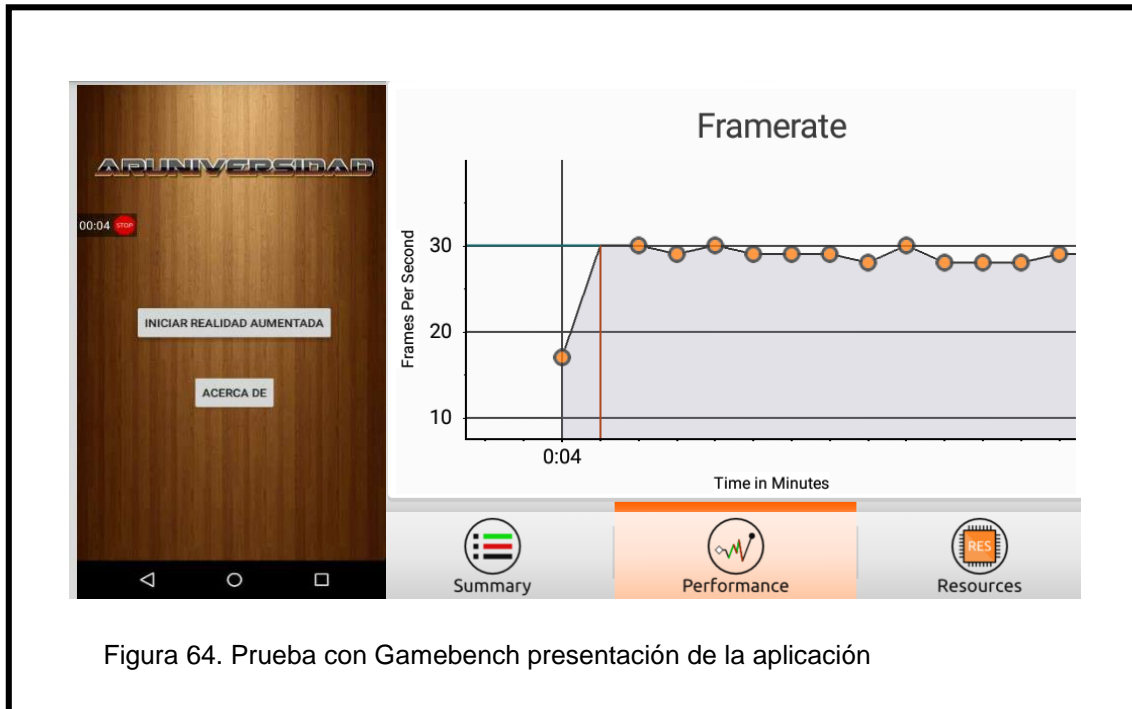 ARUNIVERSIDAD
00:04 STOP
INICIAR REALIDAD AUMENTADA
ACERCA DE
Framerate
Frames Per Second
30
20
10
0:04
Time in Minutes
Summary
Performance
RES
Resources
Figura 64. Prueba con Gamebench presentación de la aplicación